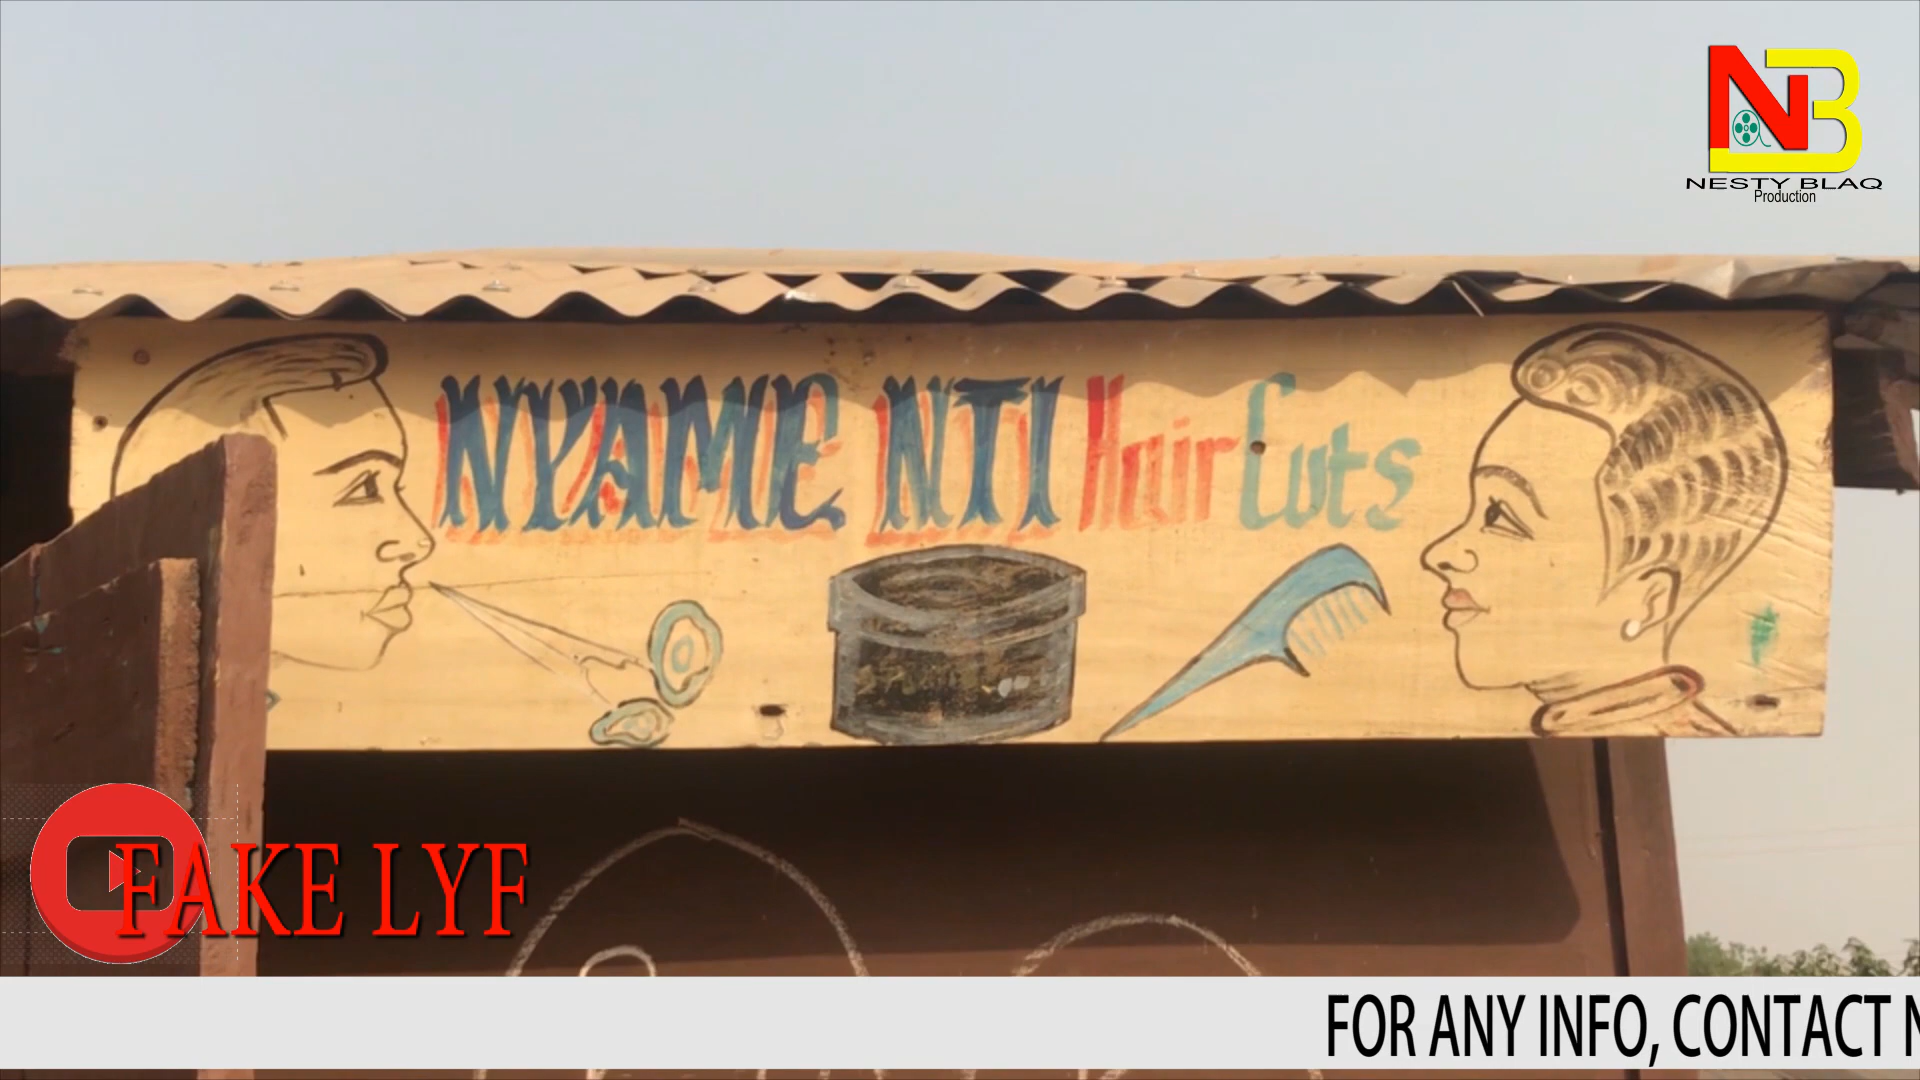 NESTY BLAQ
Production
NYAME NTI Hair Cuts
FAKE LYF
FOR ANY INFO, CONTACT